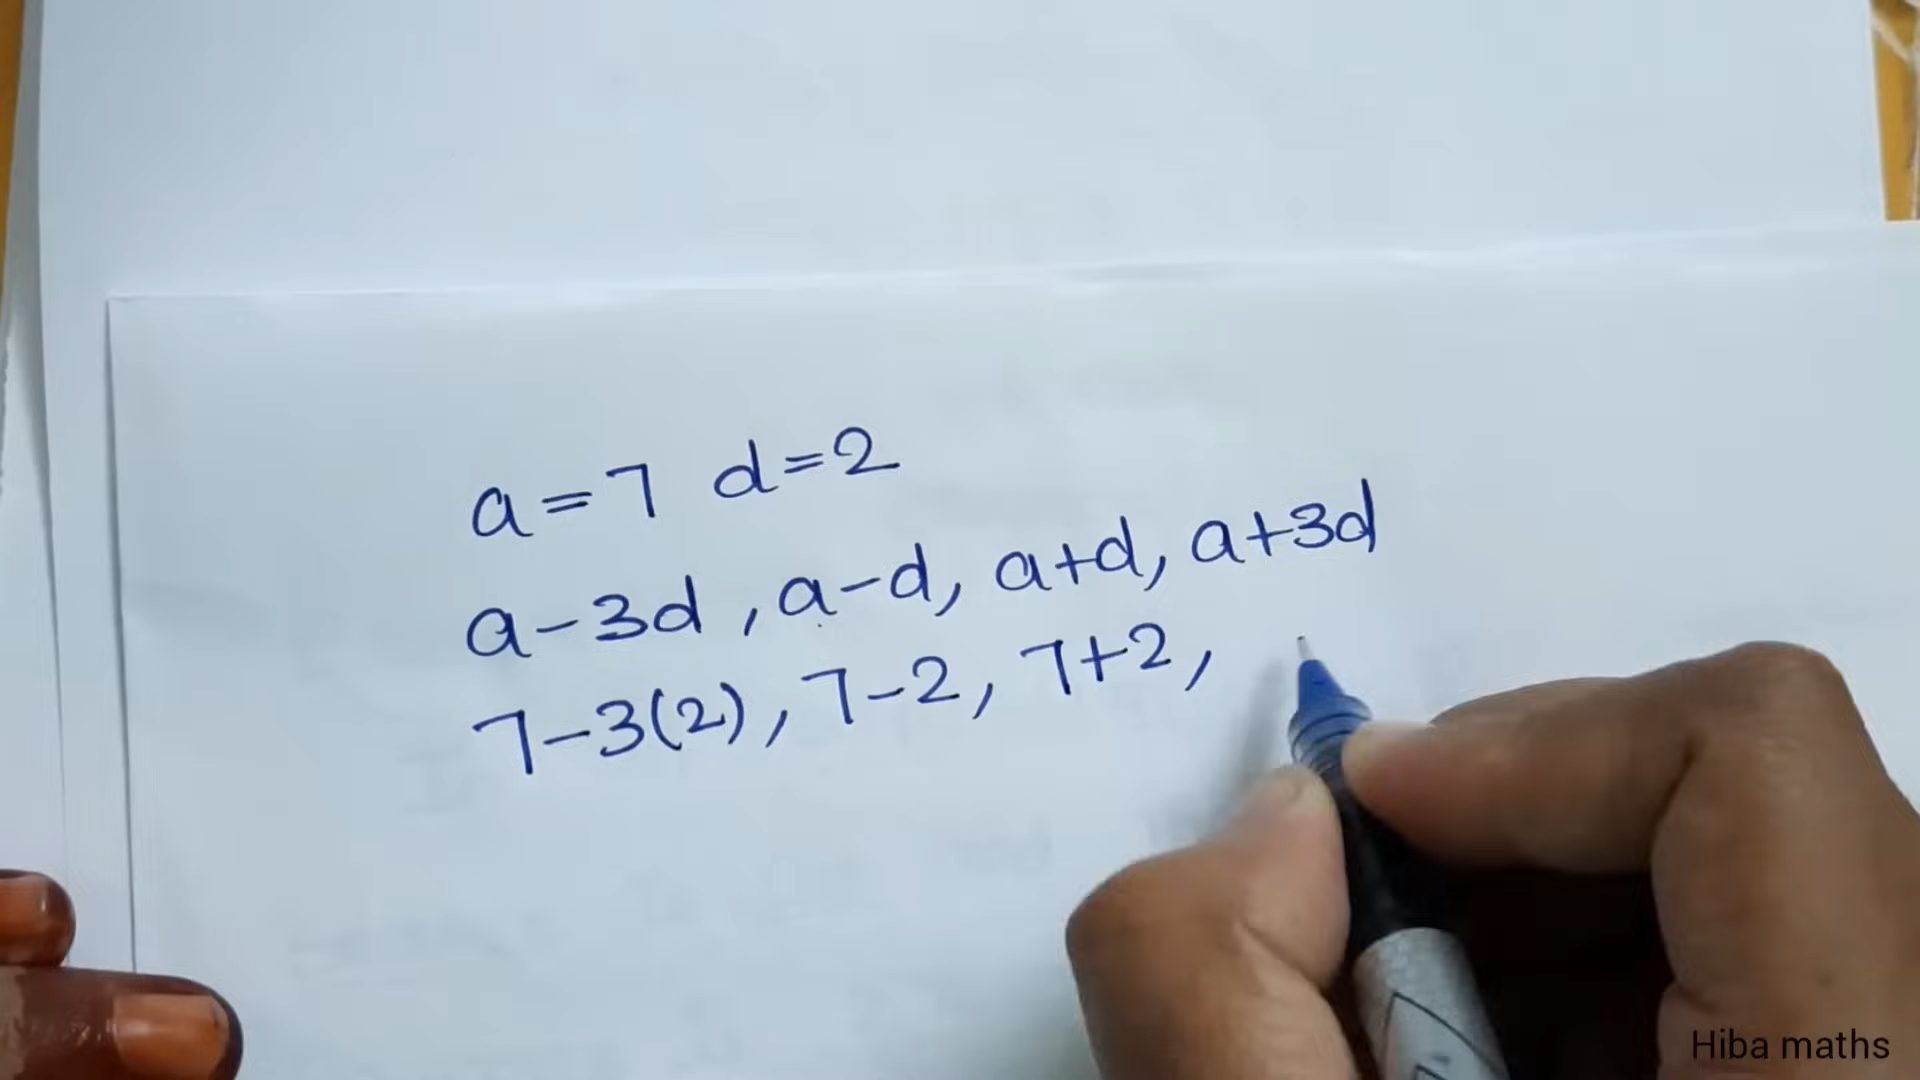 a=7 d=2
a-3d, a-d, a+d, a+3d
7-3(2), 7-2, 7+2,
Hiba maths